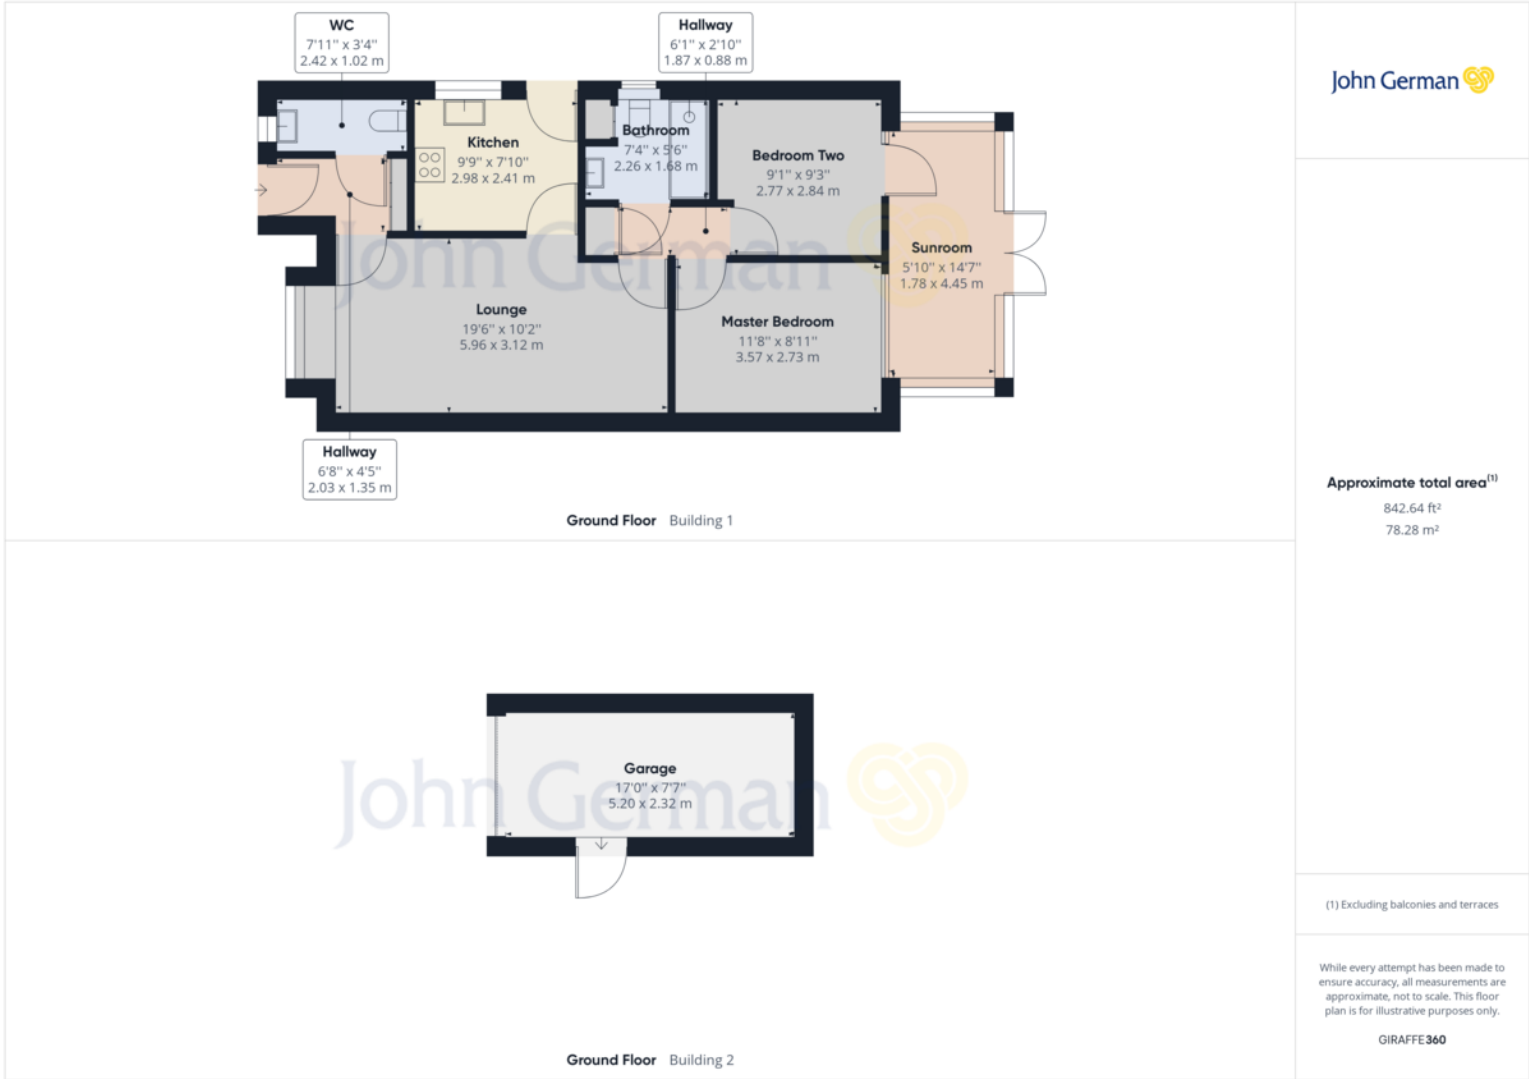 WC
7'11" x 3'4"
2.42 x 1.02 m
Hallway
6'1" x 2'10"
1.87 x 0.88 m
Kitchen
9'9" x 7'10"
2.98 x 2.41 m
Bathroom
7'4" x 5'6"
2.26 x 1.68 m
Bedroom Two
9'1" x 9'3"
2.77 x 2.84 m
Sunroom
5'10" x 14'7"
1.78 x 4.45 m
Lounge
19'6" x 10'2"
5.96 x 3.12 m
Master Bedroom
11'8" x 8'11"
3.57 x 2.73 m
Hallway
6'8" x 4'5"
2.03 x 1.35 m
John German
Ground Floor Building 1
Garage
17'0" x 7'7"
5.20 x 2.32 m
John German
Ground Floor Building 2
John German
Approximate total area(1)
842.64 ft²
78.28 m²
(1) Excluding balconies and terraces
While every attempt has been made to
ensure accuracy, all measurements are
approximate, not to scale. This floor
plan is for illustrative purposes only.
GIRAFFE360